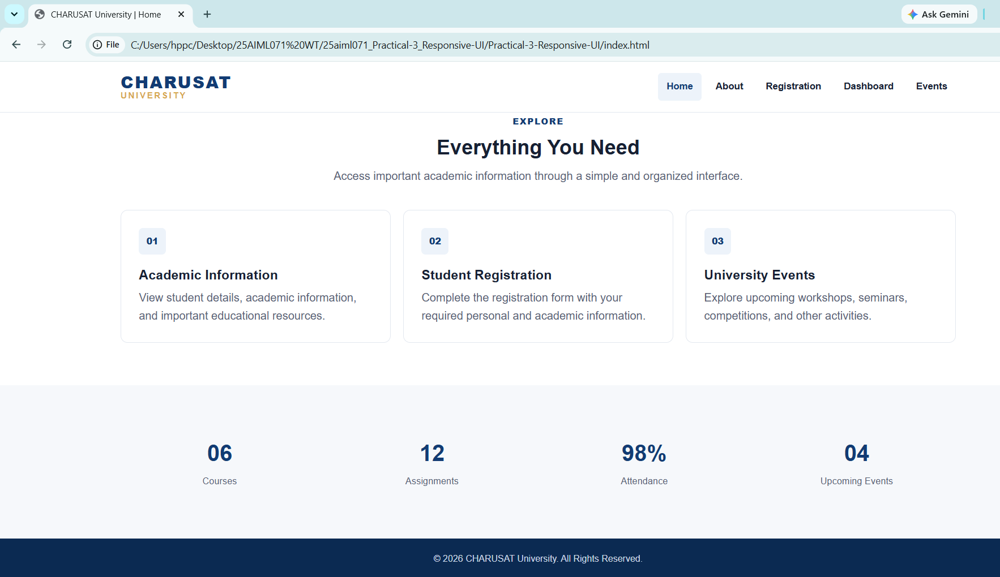 CHARUSAT University | Home
Ask Gemini
File C:/Users/hppc/Desktop/25AIML071%20WT/25aiml071_Practical-3_Responsive-UI/Practical-3-Responsive-UI/index.html
CHARUSAT
UNIVERSITY
Home About Registration Dashboard Events
EXPLORE
Everything You Need
Access important academic information through a simple and organized interface.
01
Academic Information
View student details, academic information,
and important educational resources.
02
Student Registration
Complete the registration form with your
required personal and academic information.
03
University Events
Explore upcoming workshops, seminars,
competitions, and other activities.
06
Courses
12
Assignments
98%
Attendance
04
Upcoming Events
© 2026 CHARUSAT University. All Rights Reserved.